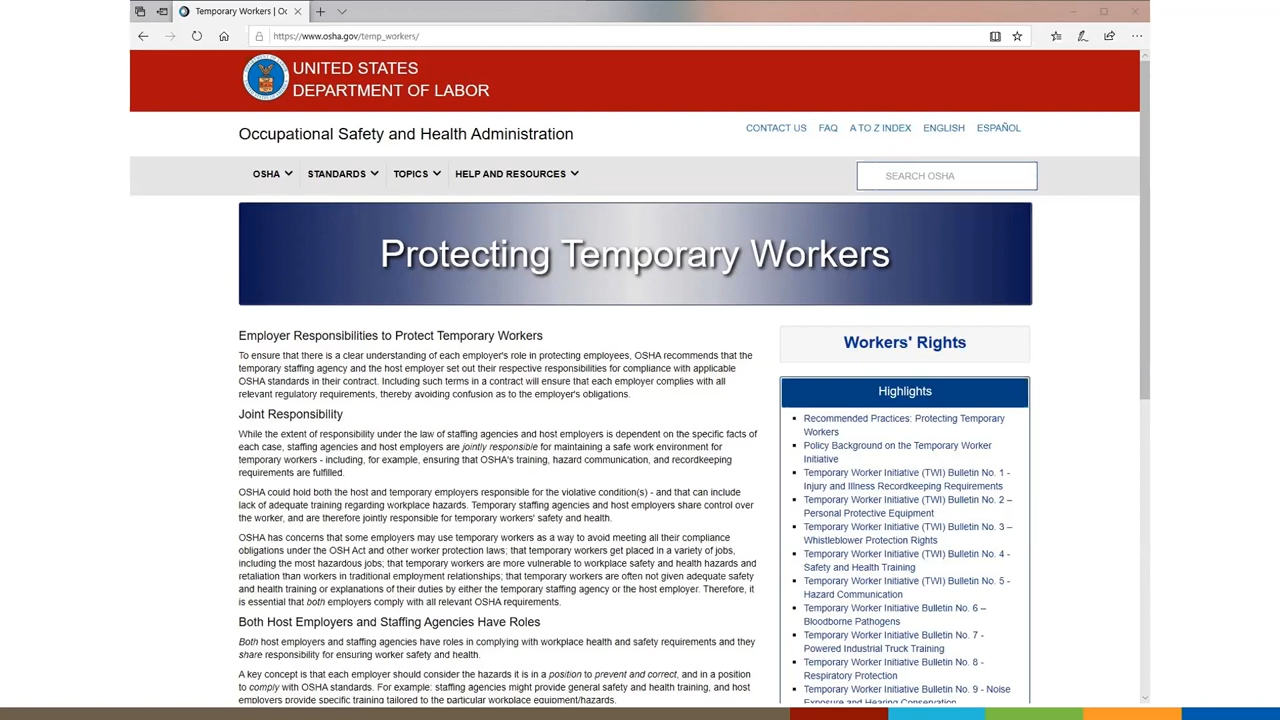 Temporary Workers | Oc
https://www.osha.gov/temp_workers/
UNITED STATES
DEPARTMENT OF LABOR
Occupational Safety and Health Administration
CONTACT US FAQ A TO Z INDEX ENGLISH ESPAÑOL
OSHA STANDARDS TOPICS HELP AND RESOURCES
SEARCH OSHA
Protecting Temporary Workers
Employer Responsibilities to Protect Temporary Workers
To ensure that there is a clear understanding of each employer's role in protecting employees, OSHA recommends that the
temporary staffing agency and the host employer set out their respective responsibilities for compliance with applicable
OSHA standards in their contract. Including such terms in a contract will ensure that each employer complies with all
relevant regulatory requirements, thereby avoiding confusion as to the employer's obligations.
Joint Responsibility
While the extent of responsibility under the law of staffing agencies and host employers is dependent on the specific facts of
each case, staffing agencies and host employers are jointly responsible for maintaining a safe work environment for
temporary workers - including, for example, ensuring that OSHA's training, hazard communication, and recordkeeping
requirements are fulfilled.
OSHA could hold both the host and temporary employers responsible for the violative condition(s) - and that can include
lack of adequate training regarding workplace hazards. Temporary staffing agencies and host employers share control over
the worker, and are therefore jointly responsible for temporary workers' safety and health.
OSHA has concerns that some employers may use temporary workers as a way to avoid meeting all their compliance
obligations under the OSH Act and other worker protection laws; that temporary workers get placed in a variety of jobs,
including the most hazardous jobs; that temporary workers are more vulnerable to workplace safety and health hazards and
retaliation than workers in traditional employment relationships; that temporary workers are often not given adequate safety
and health training or explanations of their duties by either the temporary staffing agency or the host employer. Therefore, it
is essential that both employers comply with all relevant OSHA requirements.
Both Host Employers and Staffing Agencies Have Roles
Both host employers and staffing agencies have roles in complying with workplace health and safety requirements and they
share responsibility for ensuring worker safety and health.
A key concept is that each employer should consider the hazards it is in a position to prevent and correct, and in a position
to comply with OSHA standards. For example: staffing agencies might provide general safety and health training, and host
employers provide specific training tailored to the particular workplace equipment/hazards.
Workers' Rights
Highlights
Recommended Practices: Protecting Temporary
Workers
Policy Background on the Temporary Worker
Initiative
Temporary Worker Initiative (TWI) Bulletin No. 1 -
Injury and Illness Recordkeeping Requirements
Temporary Worker Initiative (TWI) Bulletin No. 2 –
Personal Protective Equipment
Temporary Worker Initiative (TWI) Bulletin No. 3 –
Whistleblower Protection Rights
Temporary Worker Initiative (TWI) Bulletin No. 4 -
Safety and Health Training
Temporary Worker Initiative (TWI) Bulletin No. 5 -
Hazard Communication
Temporary Worker Initiative Bulletin No. 6 –
Bloodborne Pathogens
Temporary Worker Initiative Bulletin No. 7 -
Powered Industrial Truck Training
Temporary Worker Initiative Bulletin No. 8 -
Respiratory Protection
Temporary Worker Initiative Bulletin No. 9 - Noise
Exposure and Hearing Conservation